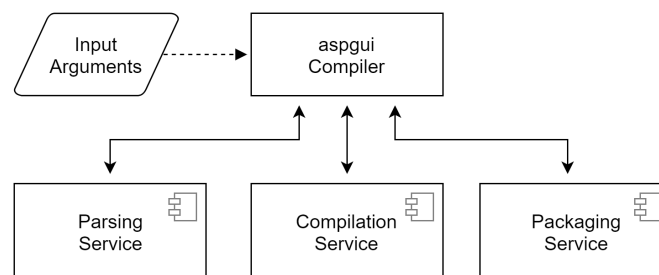 Input
Arguments
aspgui
Compiler
Parsing
Service
Compilation
Service
Packaging
Service